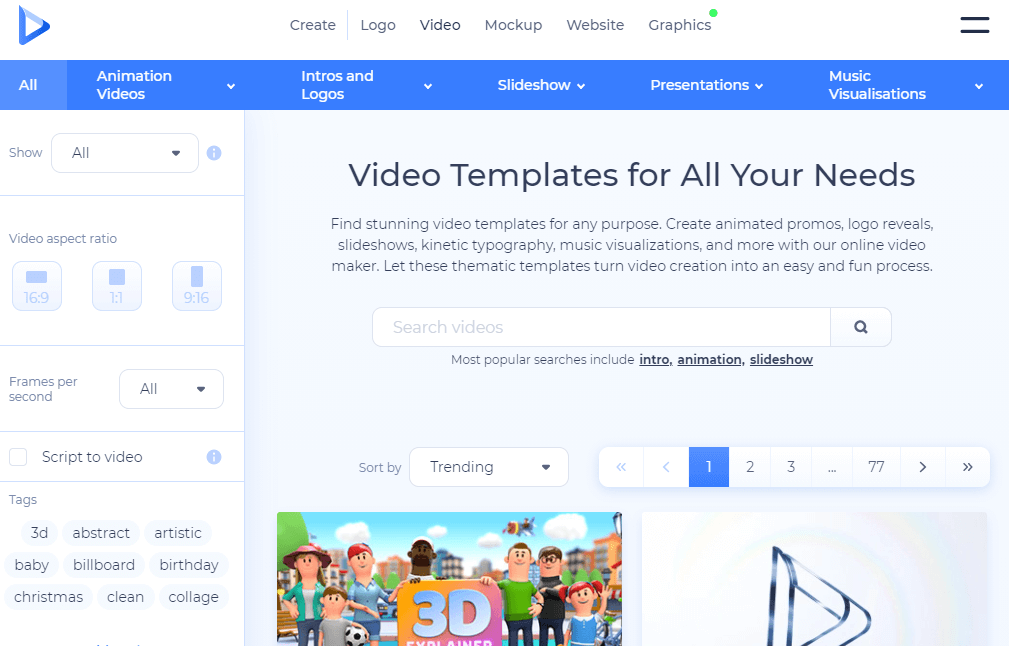 Create Logo Video Mockup Website Graphics
All Animation Videos Intros and Logos Slideshow Presentations Music Visualisations
Show All
Video aspect ratio
16:9 1:1 9:16
Frames per second All
Script to video
Tags
3d abstract artistic
baby billboard birthday
christmas clean collage
Video Templates for All Your Needs
Find stunning video templates for any purpose. Create animated promos, logo reveals,
slideshows, kinetic typography, music visualizations, and more with our online video
maker. Let these thematic templates turn video creation into an easy and fun process.
Search videos
Most popular searches include intro, animation, slideshow
Sort by Trending
« ‹ 1 2 3 ... 77 › »
3D
EXPLAINER